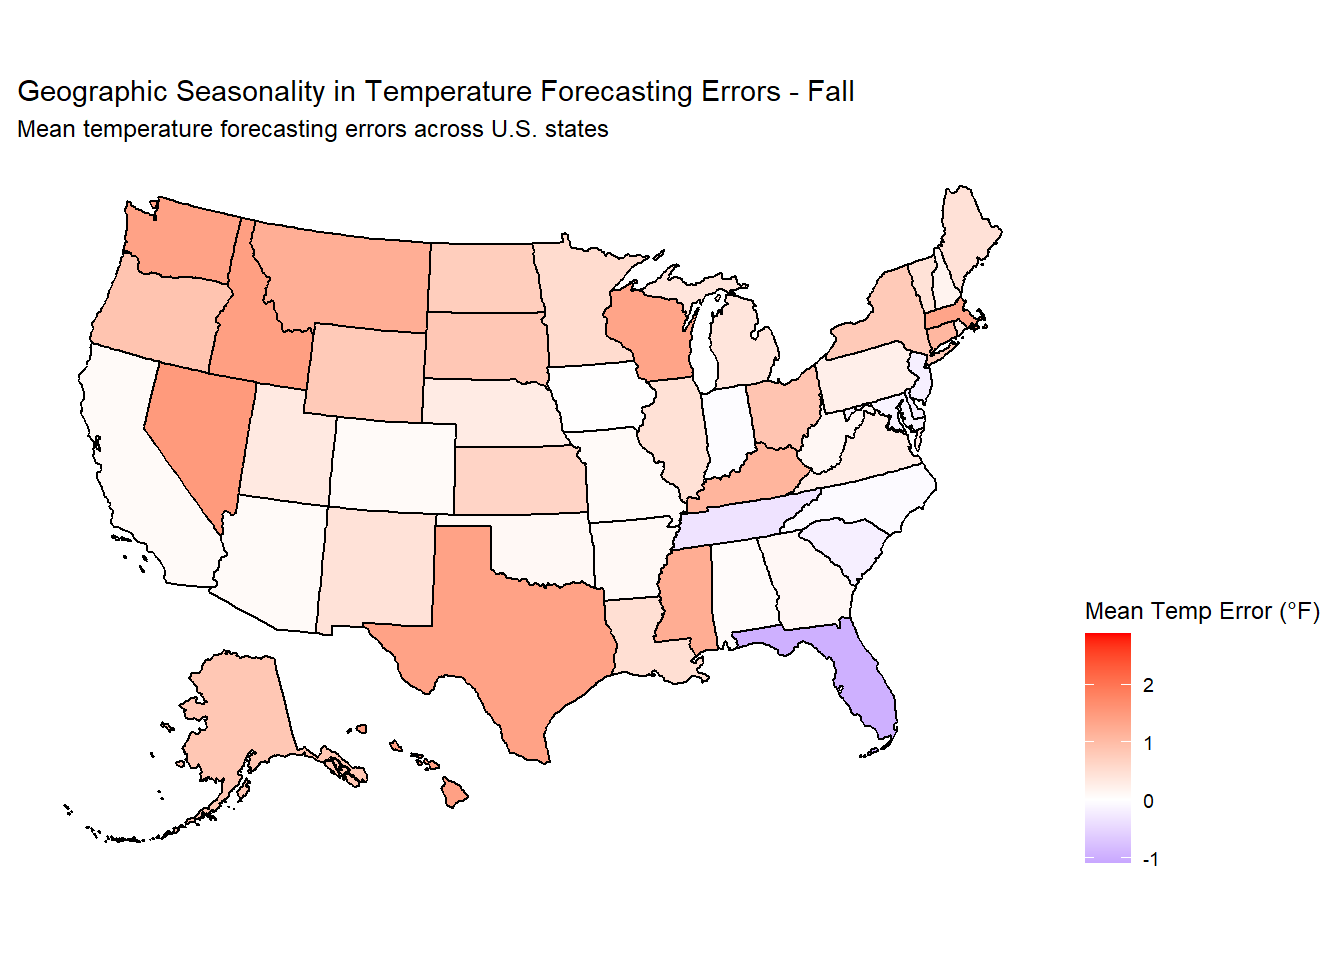 Geographic Seasonality in Temperature Forecasting Errors - Fall
Mean temperature forecasting errors across U.S. states
Mean Temp Error (°F)
2
1
0
-1